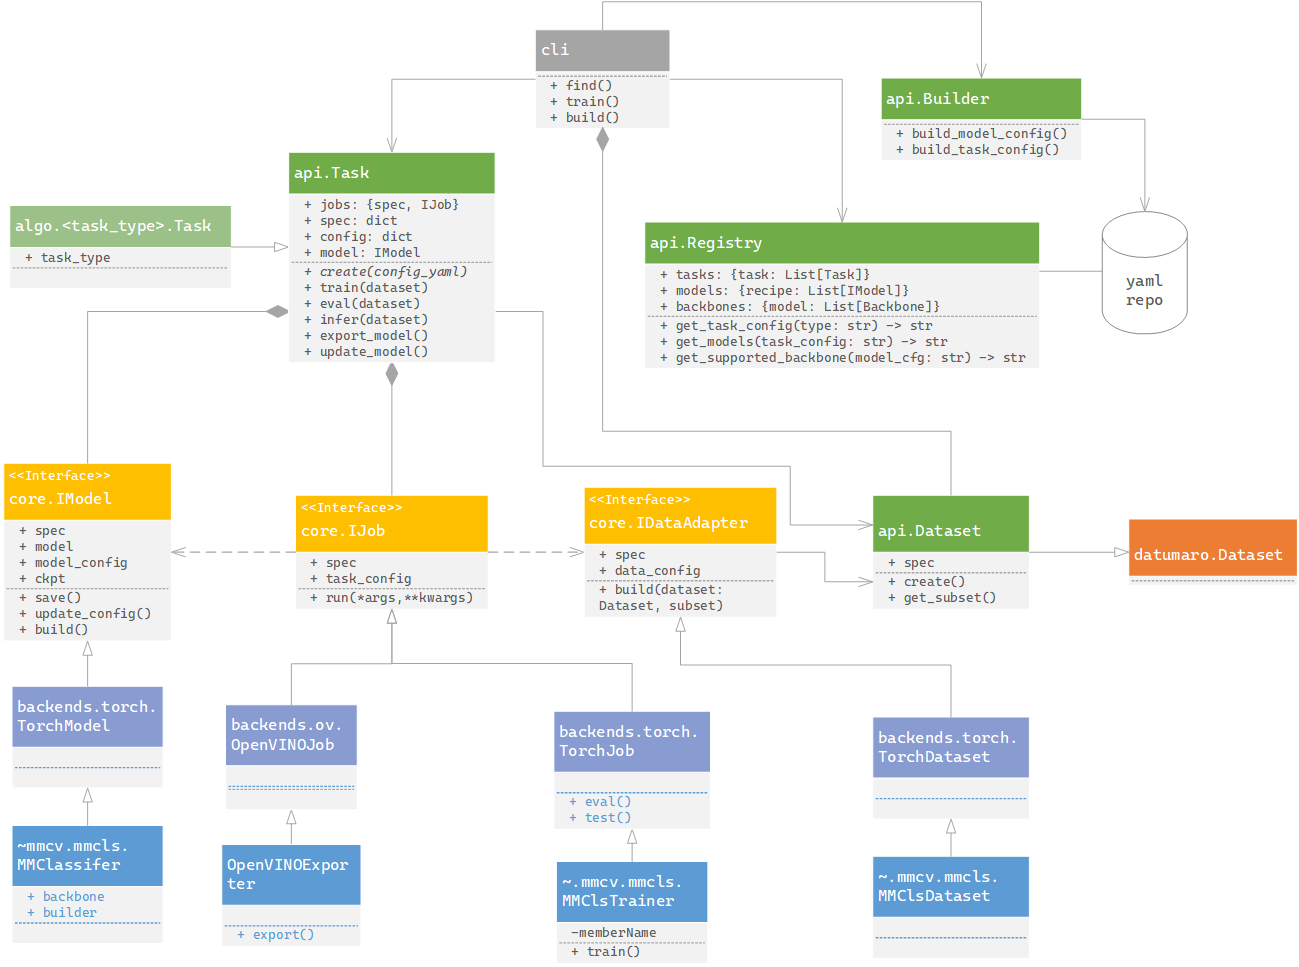 cli
+ find()
+ train()
+ build()
api.Builder
+ build_model_config()
+ build_task_config()
api.Task
+ jobs: {spec, IJob}
+ spec: dict
+ config: dict
+ model: IModel
+ create(config_yaml)
+ train(dataset)
+ eval(dataset)
+ infer(dataset)
+ export_model()
+ update_model()
algo.<task_type>.Task
+ task_type
api.Registry
+ tasks: {task: List[Task]}
+ models: {recipe: List[IModel]}
+ backbones: {model: List[Backbone]}
+ get_task_config(type: str) -> str
+ get_models(task_config: str) -> str
+ get_supported_backbone(model_cfg: str) -> str
yaml
repo
<<Interface>>
core.IModel
+ spec
+ model
+ model_config
+ ckpt
+ save()
+ update_config()
+ build()
<<Interface>>
core.IJob
+ spec
+ task_config
+ run(*args,**kwargs)
<<Interface>>
core.IDataAdapter
+ spec
+ data_config
+ build(dataset:
Dataset, subset)
api.Dataset
+ spec
+ create()
+ get_subset()
datumaro.Dataset
backends.torch.
TorchModel
backends.ov.
OpenVINOJob
backends.torch.
TorchJob
+ eval()
+ test()
backends.torch.
TorchDataset
~mmcv.mmcls.
MMClassifer
+ backbone
+ builder
OpenVINOExpor
ter
+ export()
~.mmcv.mmcls.
MMClsTrainer
-memberName
+ train()
~.mmcv.mmcls.
MMClsDataset